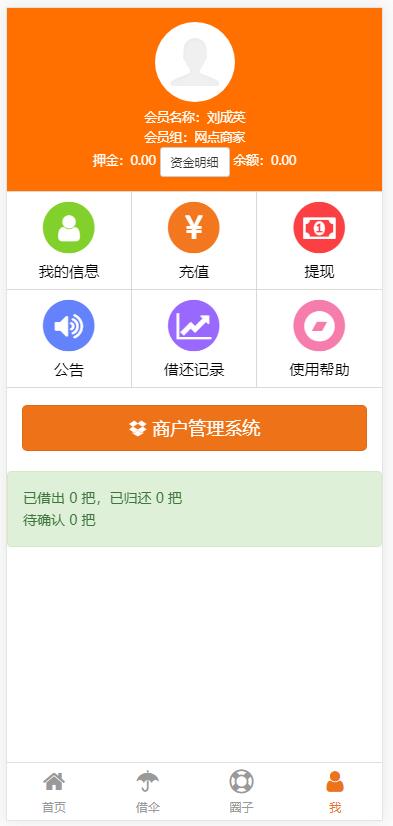 会员名称：刘成英
会员组：网点商家
押金：0.00 资金明细 余额：0.00
我的信息 充值 提现
公告 借还记录 使用帮助
商户管理系统
已借出 0 把，已归还 0 把
待确认 0 把
首页 借伞 圈子 我